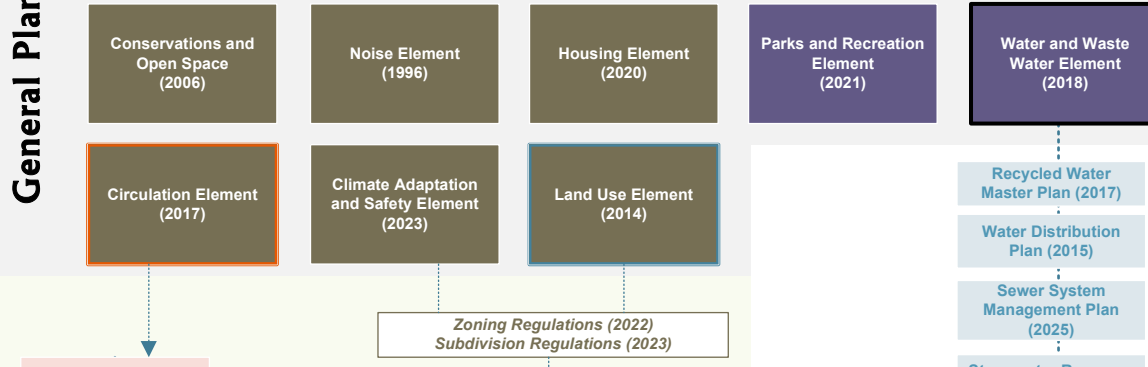 General Plan
Conservations and
Open Space
(2006)
Noise Element
(1996)
Housing Element
(2020)
Parks and Recreation
Element
(2021)
Water and Waste
Water Element
(2018)
Circulation Element
(2017)
Climate Adaptation
and Safety Element
(2023)
Land Use Element
(2014)
Recycled Water
Master Plan (2017)
Water Distribution
Plan (2015)
Sewer System
Management Plan
(2025)
Zoning Regulations (2022)
Subdivision Regulations (2023)